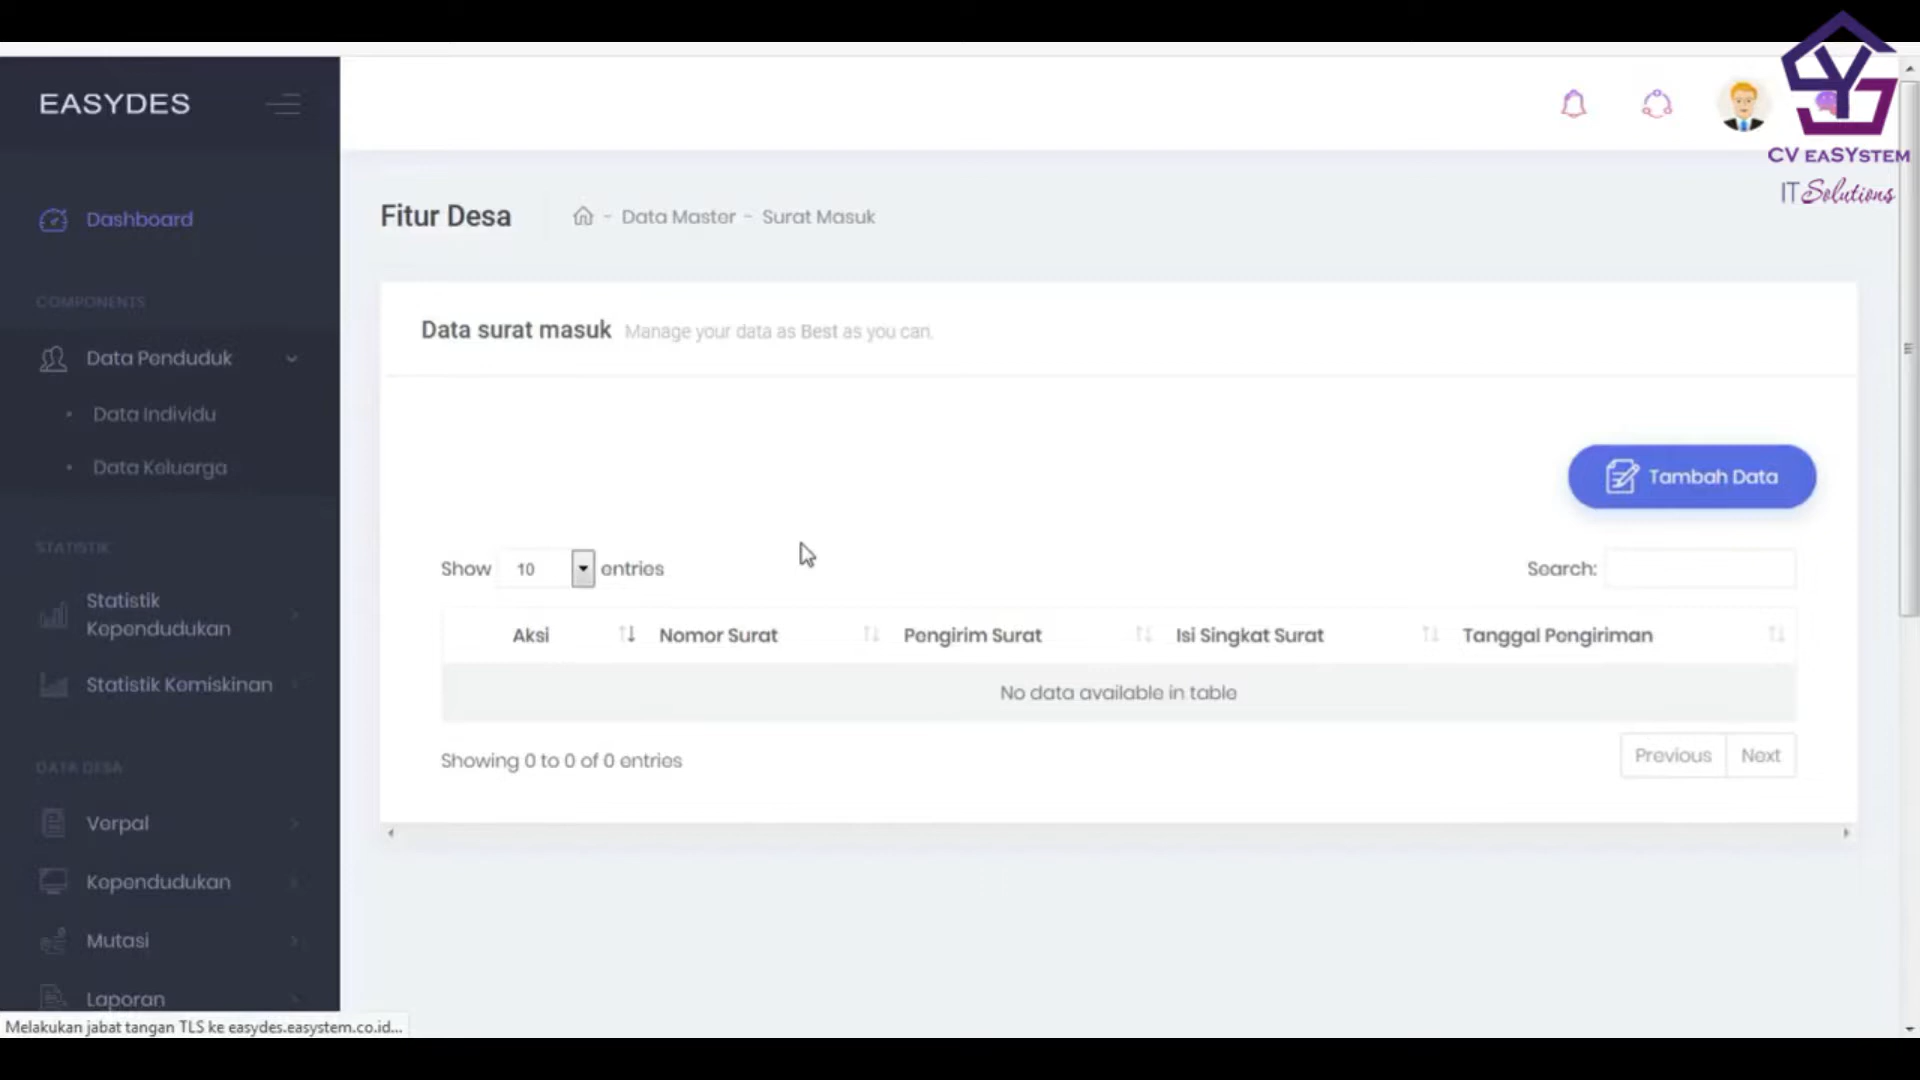 CV EASYSTEM
IT Solutions
EASYDES
Dashboard
COMPONENTS
Data Penduduk
Data Individu
Data Keluarga
STATISTIK
Statistik
Kependudukan
Statistik Kemiskinan
DATA DESA
Verpal
Kependudukan
Mutasi
Laporan
Fitur Desa
- Data Master - Surat Masuk
Data surat masuk Manage your data as Best as you can.
Tambah Data
Show 10 entries
Search:
Aksi Nomor Surat Pengirim Surat Isi Singkat Surat Tanggal Pengiriman
No data available in table
Showing 0 to 0 of 0 entries
Previous Next
Melakukan jabat tangan TLS ke easydes.easystem.co.id...